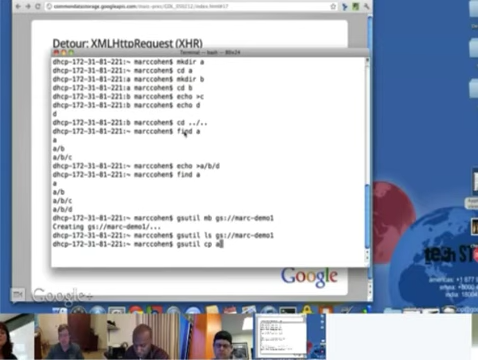 commondatastorage.googleapis.com
Detour: XMLHttpRequest (XHR)
dhcp-172-31-81-221:~ marccohen$ mkdir a
dhcp-172-31-81-221:~ marccohen$ cd a
dhcp-172-31-81-221:a marccohen$ mkdir b
dhcp-172-31-81-221:a marccohen$ cd b
dhcp-172-31-81-221:b marccohen$ echo >c
dhcp-172-31-81-221:b marccohen$ echo d
d
dhcp-172-31-81-221:b marccohen$ cd ../..
dhcp-172-31-81-221:~ marccohen$ find a
a
a/b
a/b/c
dhcp-172-31-81-221:~ marccohen$ echo >a/b/d
dhcp-172-31-81-221:~ marccohen$ find a
a
a/b
a/b/c
a/b/d
dhcp-172-31-81-221:~ marccohen$ gsutil mb gs://marc-demo1
Creating gs://marc-demo1/...
dhcp-172-31-81-221:~ marccohen$ gsutil ls gs://marc-demo1
dhcp-172-31-81-221:~ marccohen$ gsutil cp a
Google
Google+